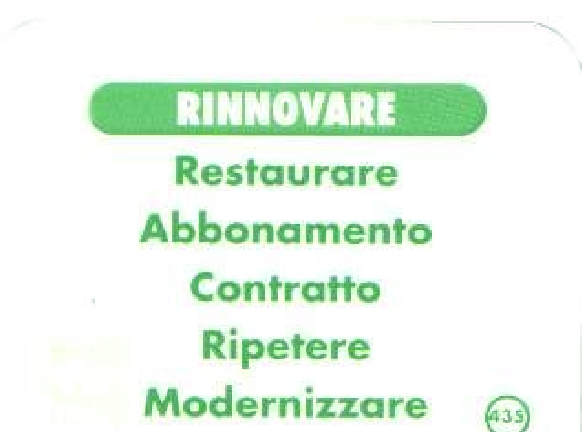 RINNOVARE
Restaurare
Abbonamento
Contratto
Ripetere
Modernizzare
435